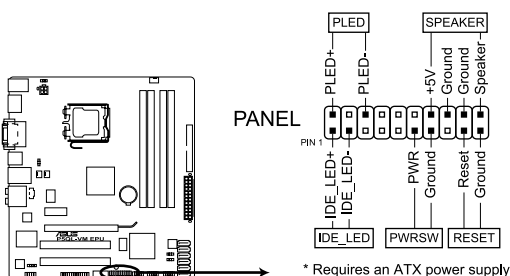 PLED
SPEAKER
PLED+
PLED-
+5V
Ground
Ground
Speaker-
PANEL
PIN 1
IDE_LED+
IDE_LED-
PWR
Ground
Reset
Ground
IDE_LED
PWRSW
RESET
ASUS
P5QL-VM EPU
* Requires an ATX power supply